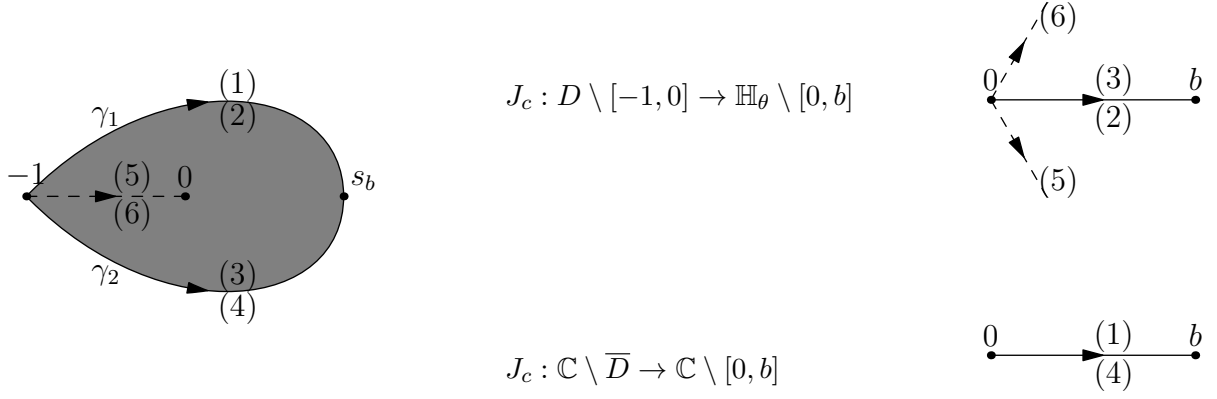 γ₁
(1)
(2)
−1
(5)
0
(6)
s_b
γ₂
(3)
(4)
J_c : D \ [−1, 0] → ℍ_θ \ [0, b]
(6)
0
(3)
b
(2)
(5)
J_c : ℂ \ D̅ → ℂ \ [0, b]
0
(1)
b
(4)